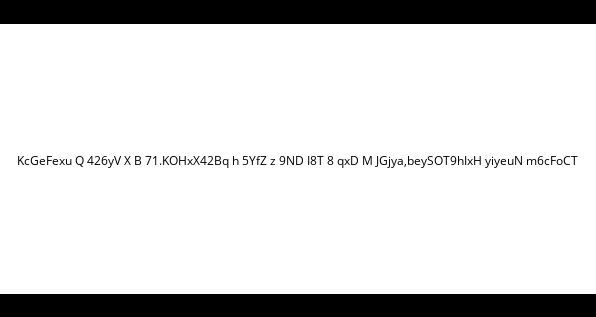 KcGeFexu Q 426yV X B 71.KOHxX42Bq h 5YfZ z 9ND I8T 8 qxD M JGjya,beySOT9hIxH yiyeuN m6cFoCT